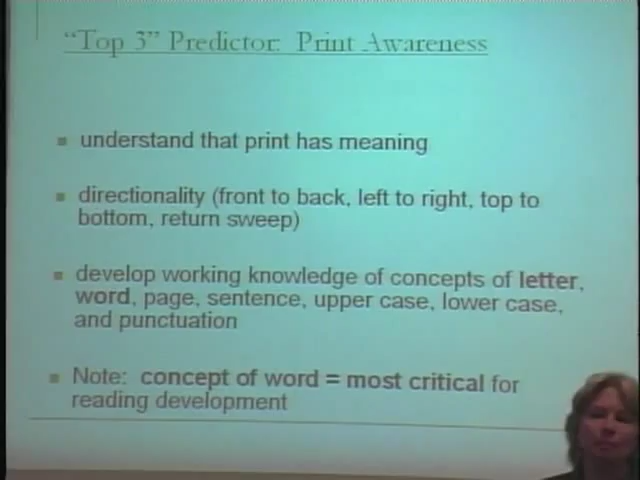 "Top 3" Predictor: Print Awareness
understand that print has meaning
directionality (front to back, left to right, top to
bottom, return sweep)
develop working knowledge of concepts of letter,
word, page, sentence, upper case, lower case,
and punctuation
Note: concept of word = most critical for
reading development